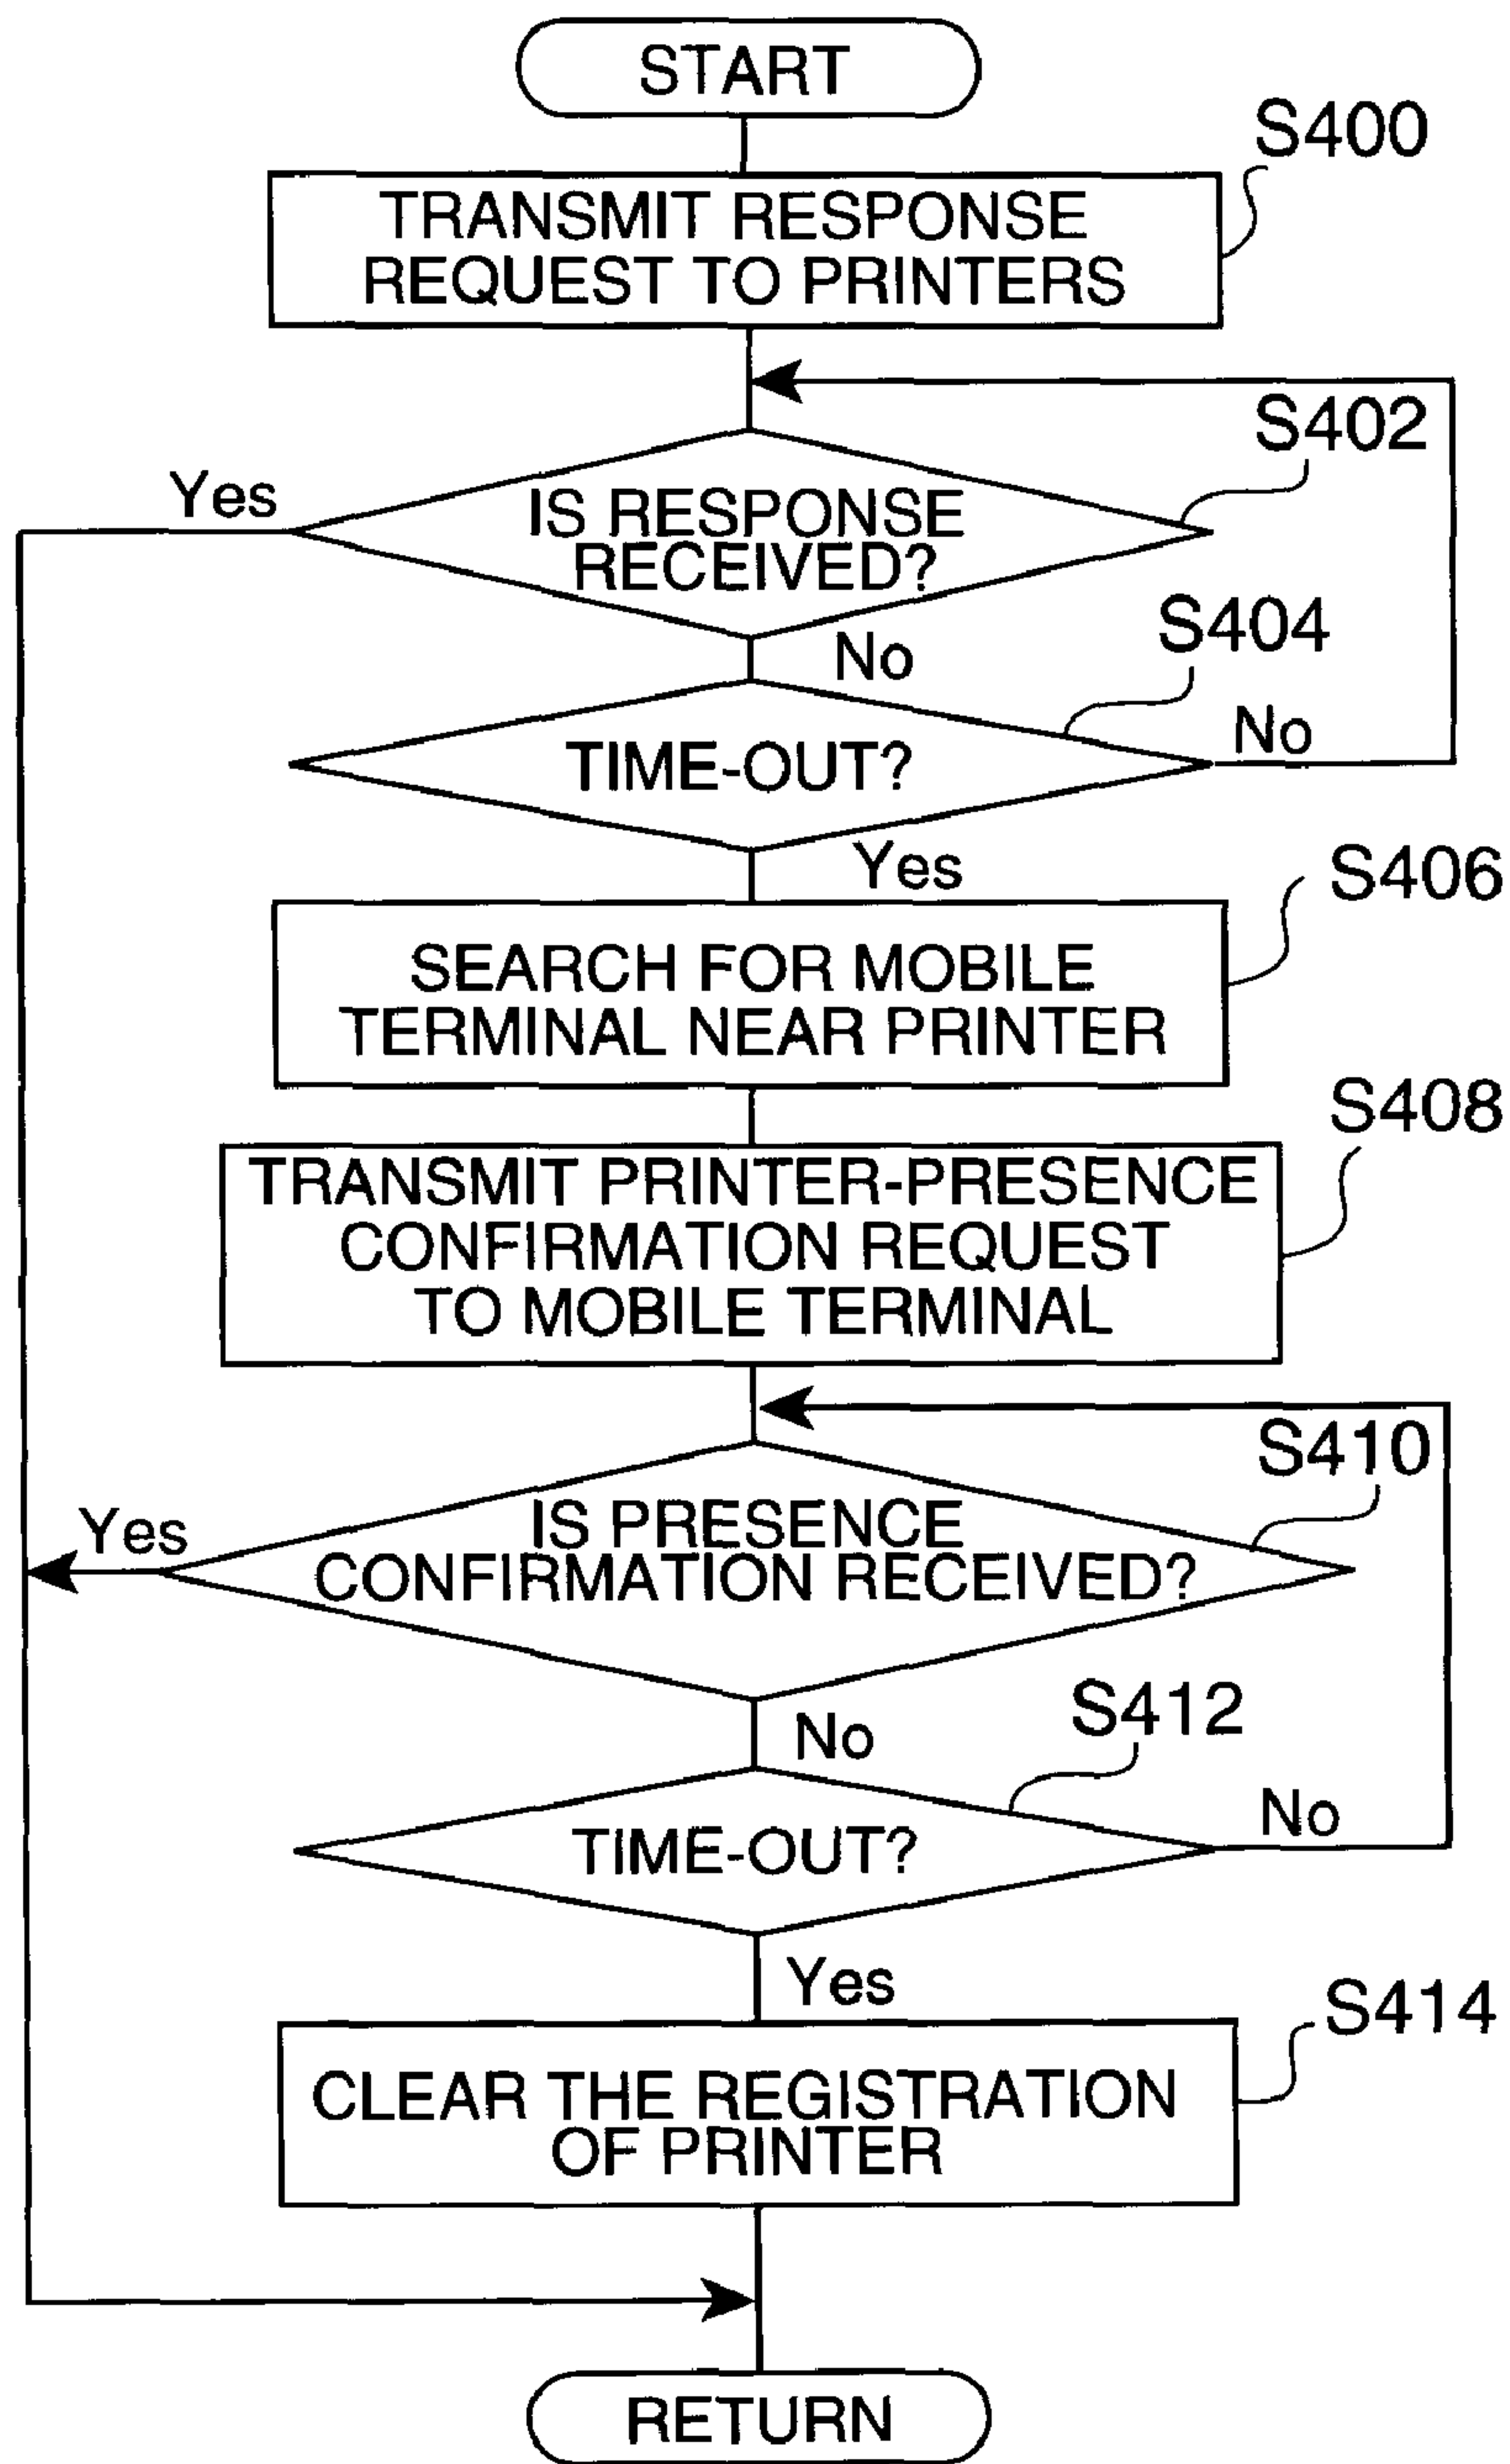 START
S400
TRANSMIT RESPONSE
REQUEST TO PRINTERS
S402
Yes
IS RESPONSE
RECEIVED?
S404
No
No
TIME-OUT?
Yes
S406
SEARCH FOR MOBILE
TERMINAL NEAR PRINTER
S408
TRANSMIT PRINTER-PRESENCE
CONFIRMATION REQUEST
TO MOBILE TERMINAL
S410
Yes
IS PRESENCE
CONFIRMATION RECEIVED?
S412
No
No
TIME-OUT?
Yes
S414
CLEAR THE REGISTRATION
OF PRINTER
RETURN